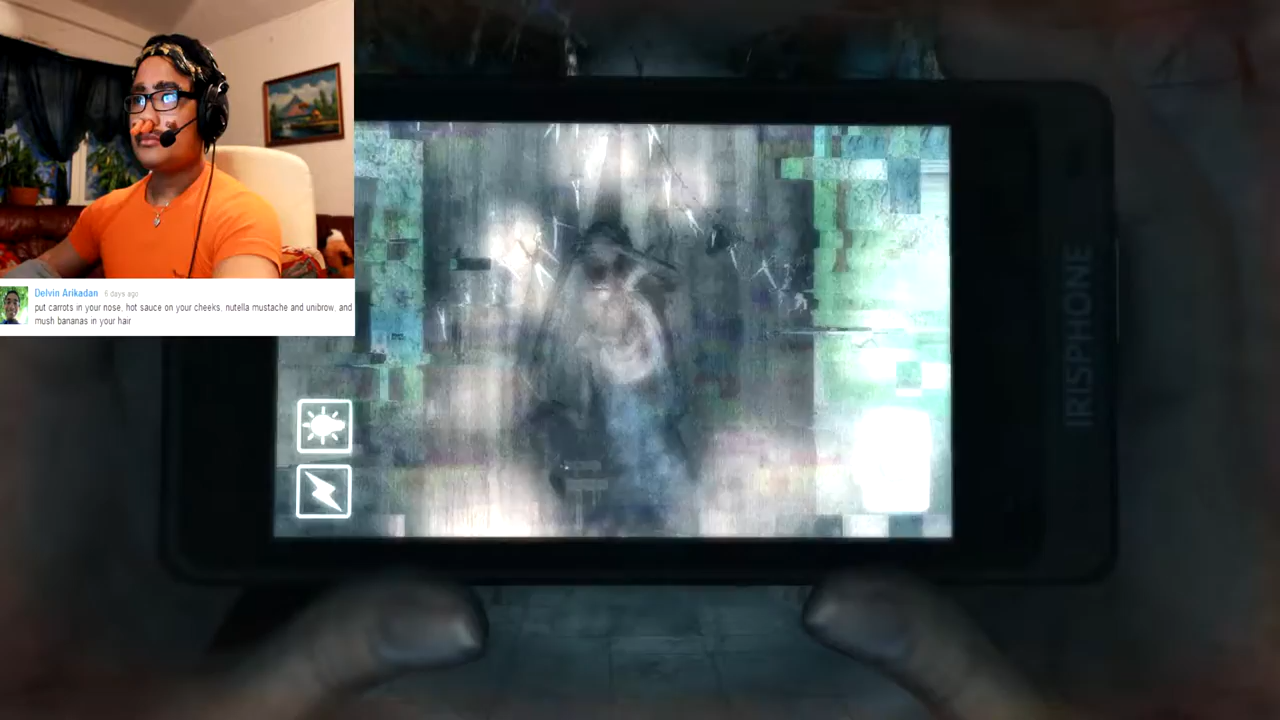 Delvin Arikadan 6 days ago
put carrots in your nose, hot sauce on your cheeks, nutella mustache and unibrow, and
mush bananas in your hair
IRISPHONE